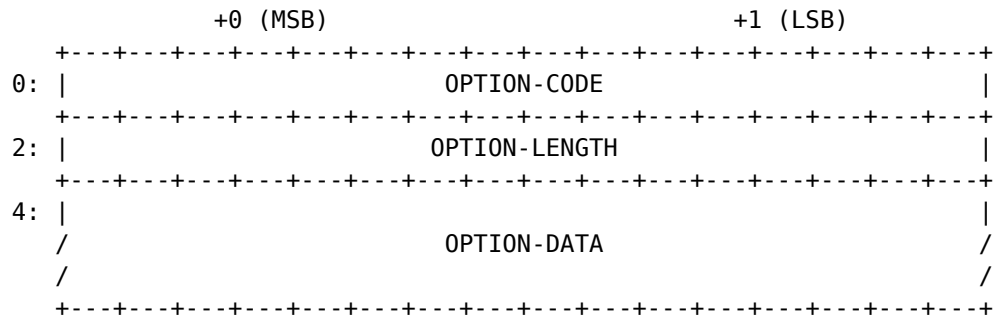 +0 (MSB) +1 (LSB)
+---+---+---+---+---+---+---+---+---+---+---+---+---+---+---+---+
0: | OPTION-CODE |
+---+---+---+---+---+---+---+---+---+---+---+---+---+---+---+---+
2: | OPTION-LENGTH |
+---+---+---+---+---+---+---+---+---+---+---+---+---+---+---+---+
4: | |
/ OPTION-DATA /
/ /
+---+---+---+---+---+---+---+---+---+---+---+---+---+---+---+---+